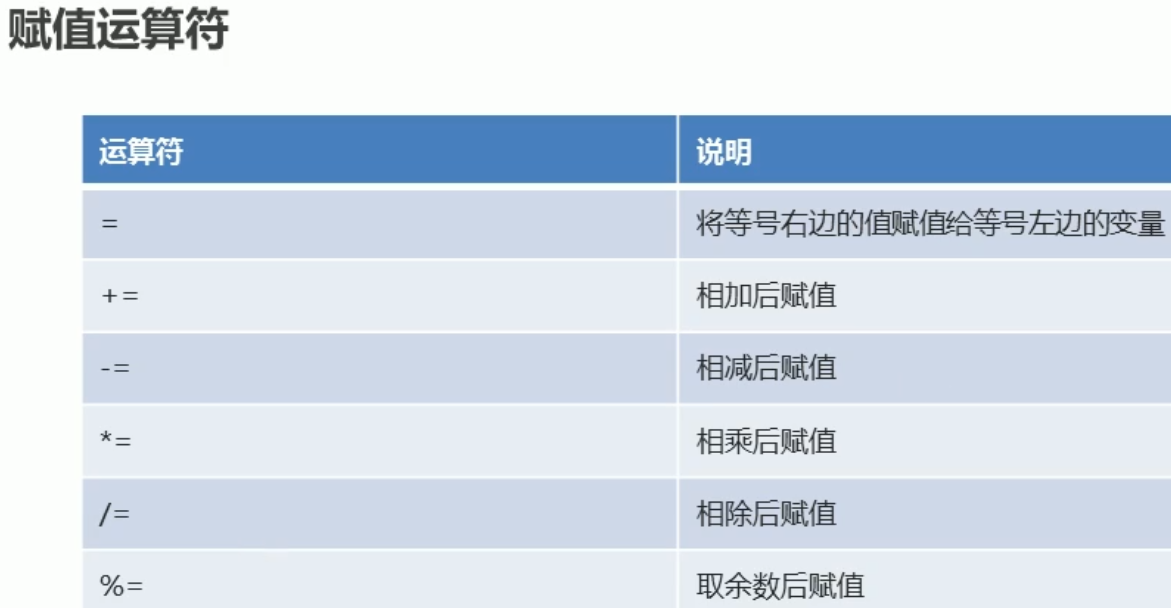 赋值运算符
运算符 说明
= 将等号右边的值赋值给等号左边的变量
+= 相加后赋值
-= 相减后赋值
*= 相乘后赋值
/= 相除后赋值
%= 取余数后赋值